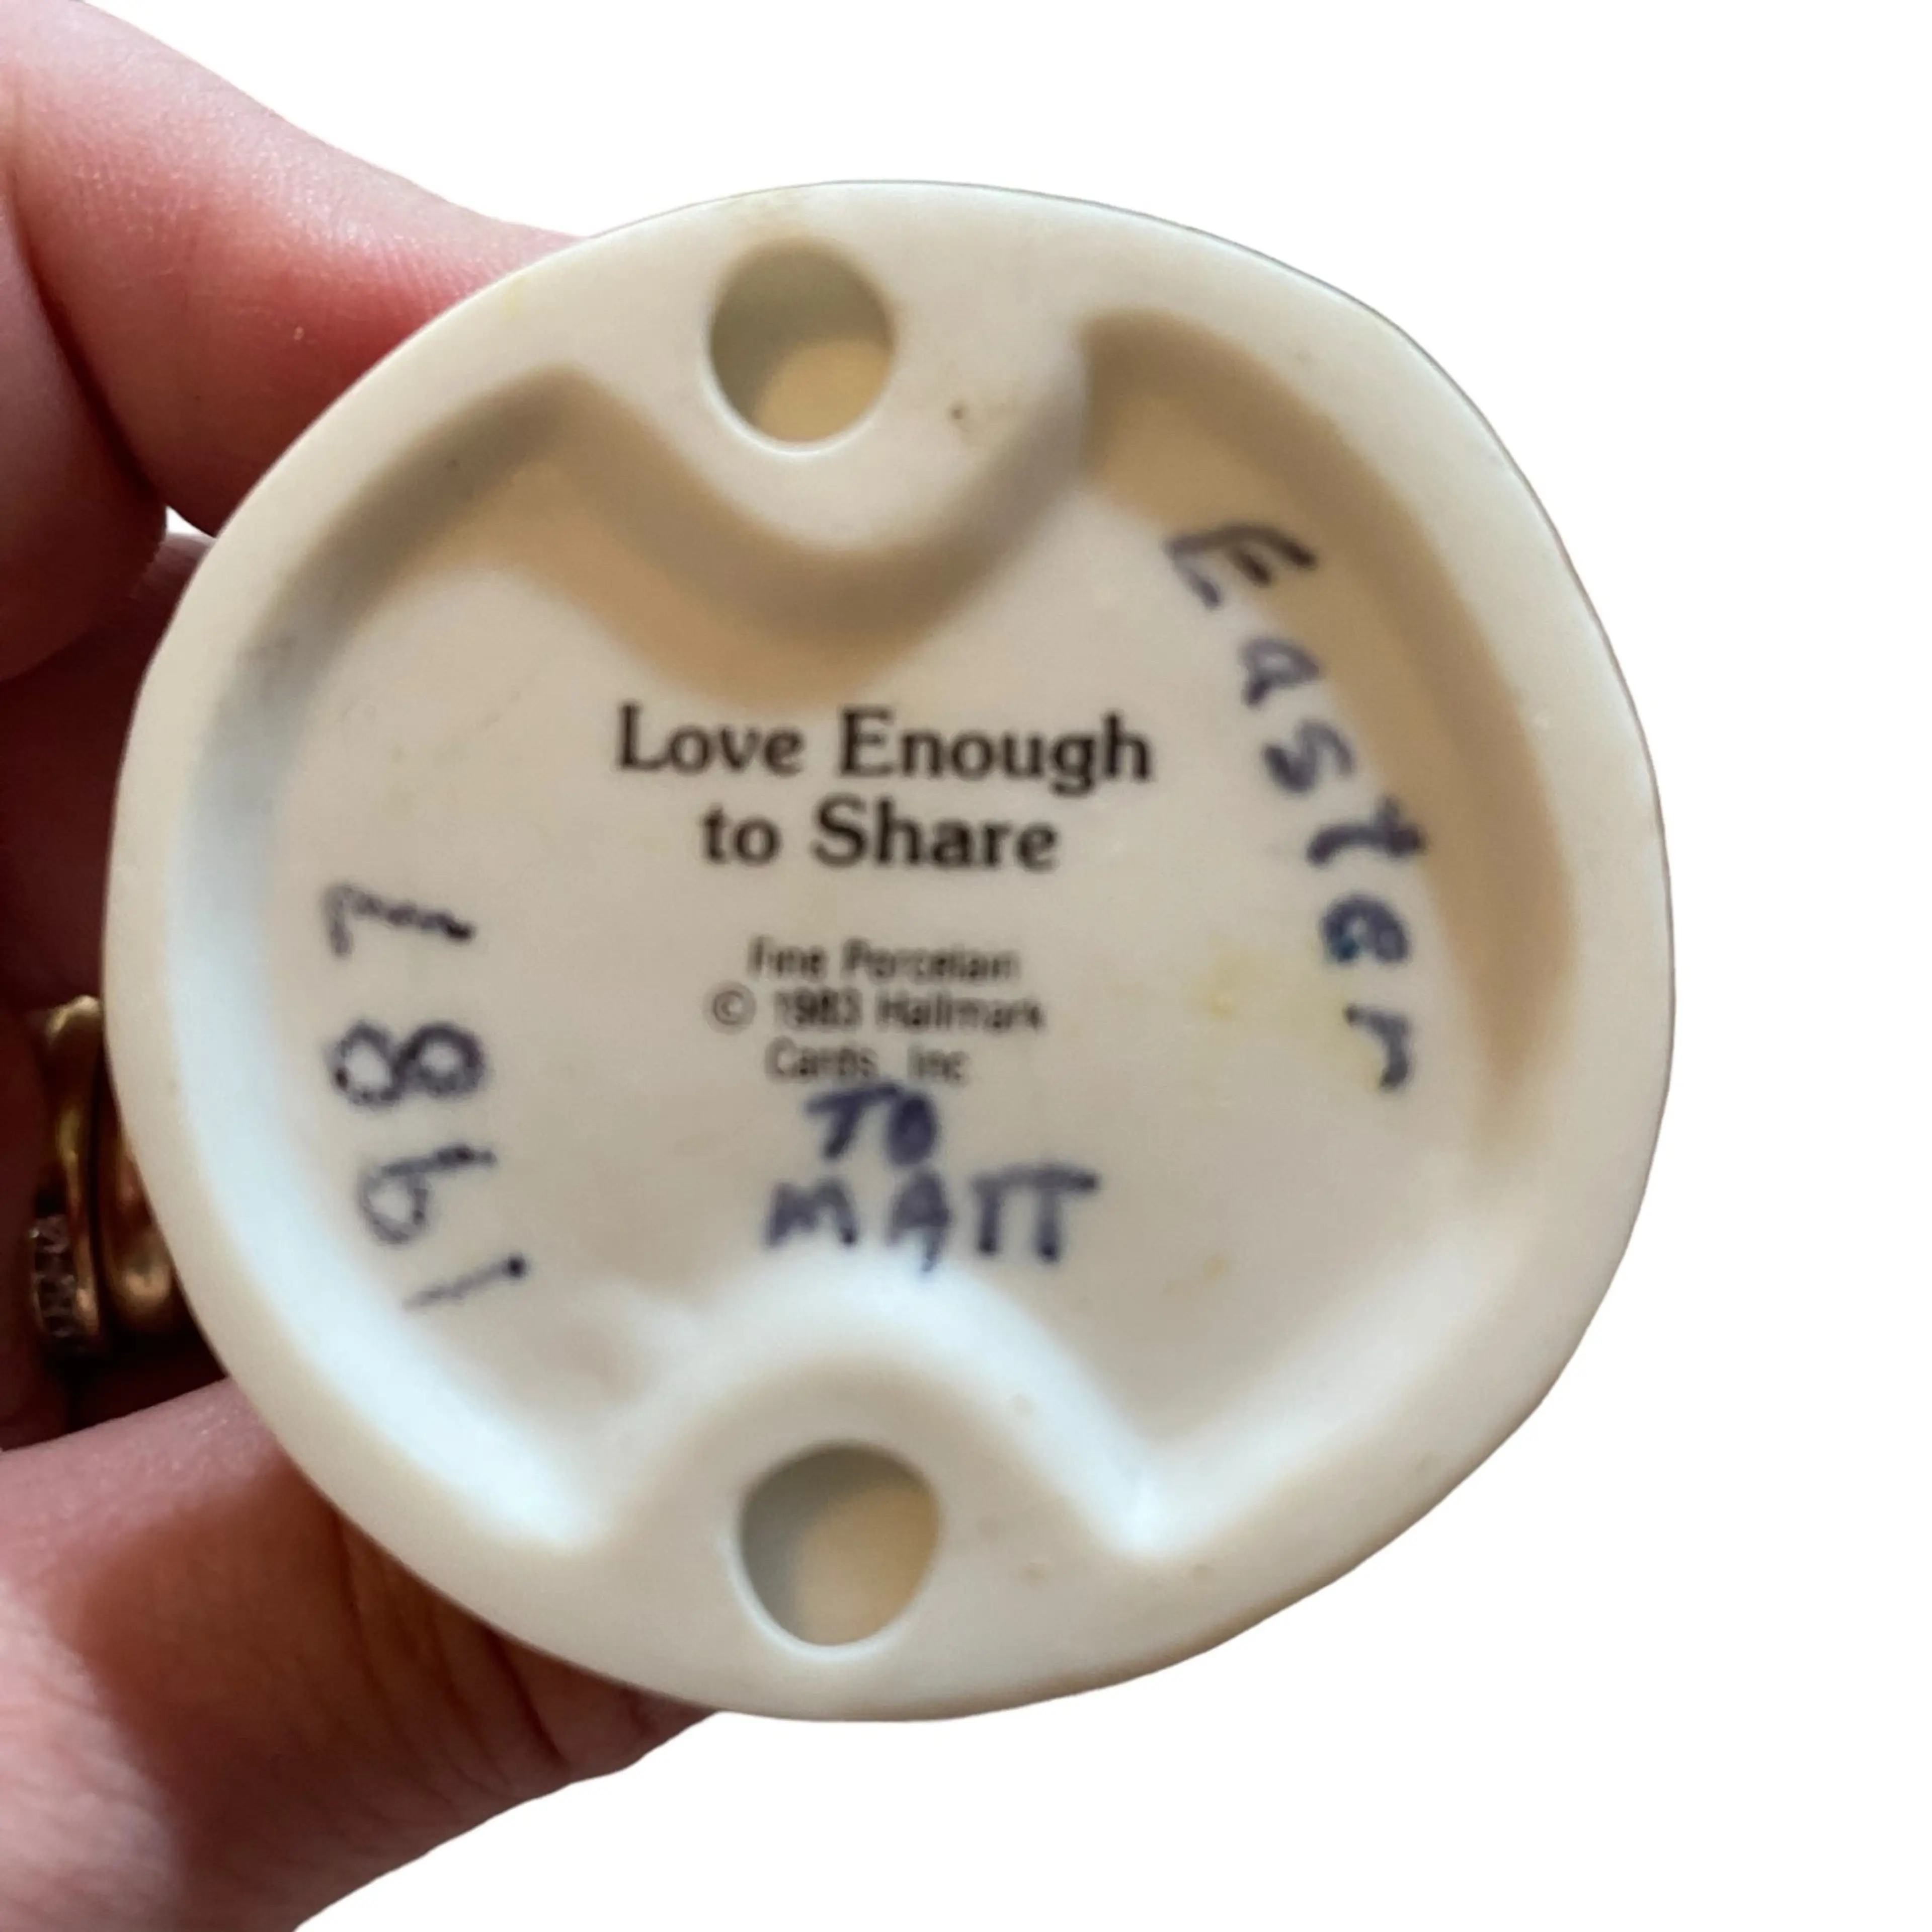 Love Enough
to Share
Fine Porcelain
© 1983 Hallmark
Cards, Inc
TO
MATT
1987
Easter